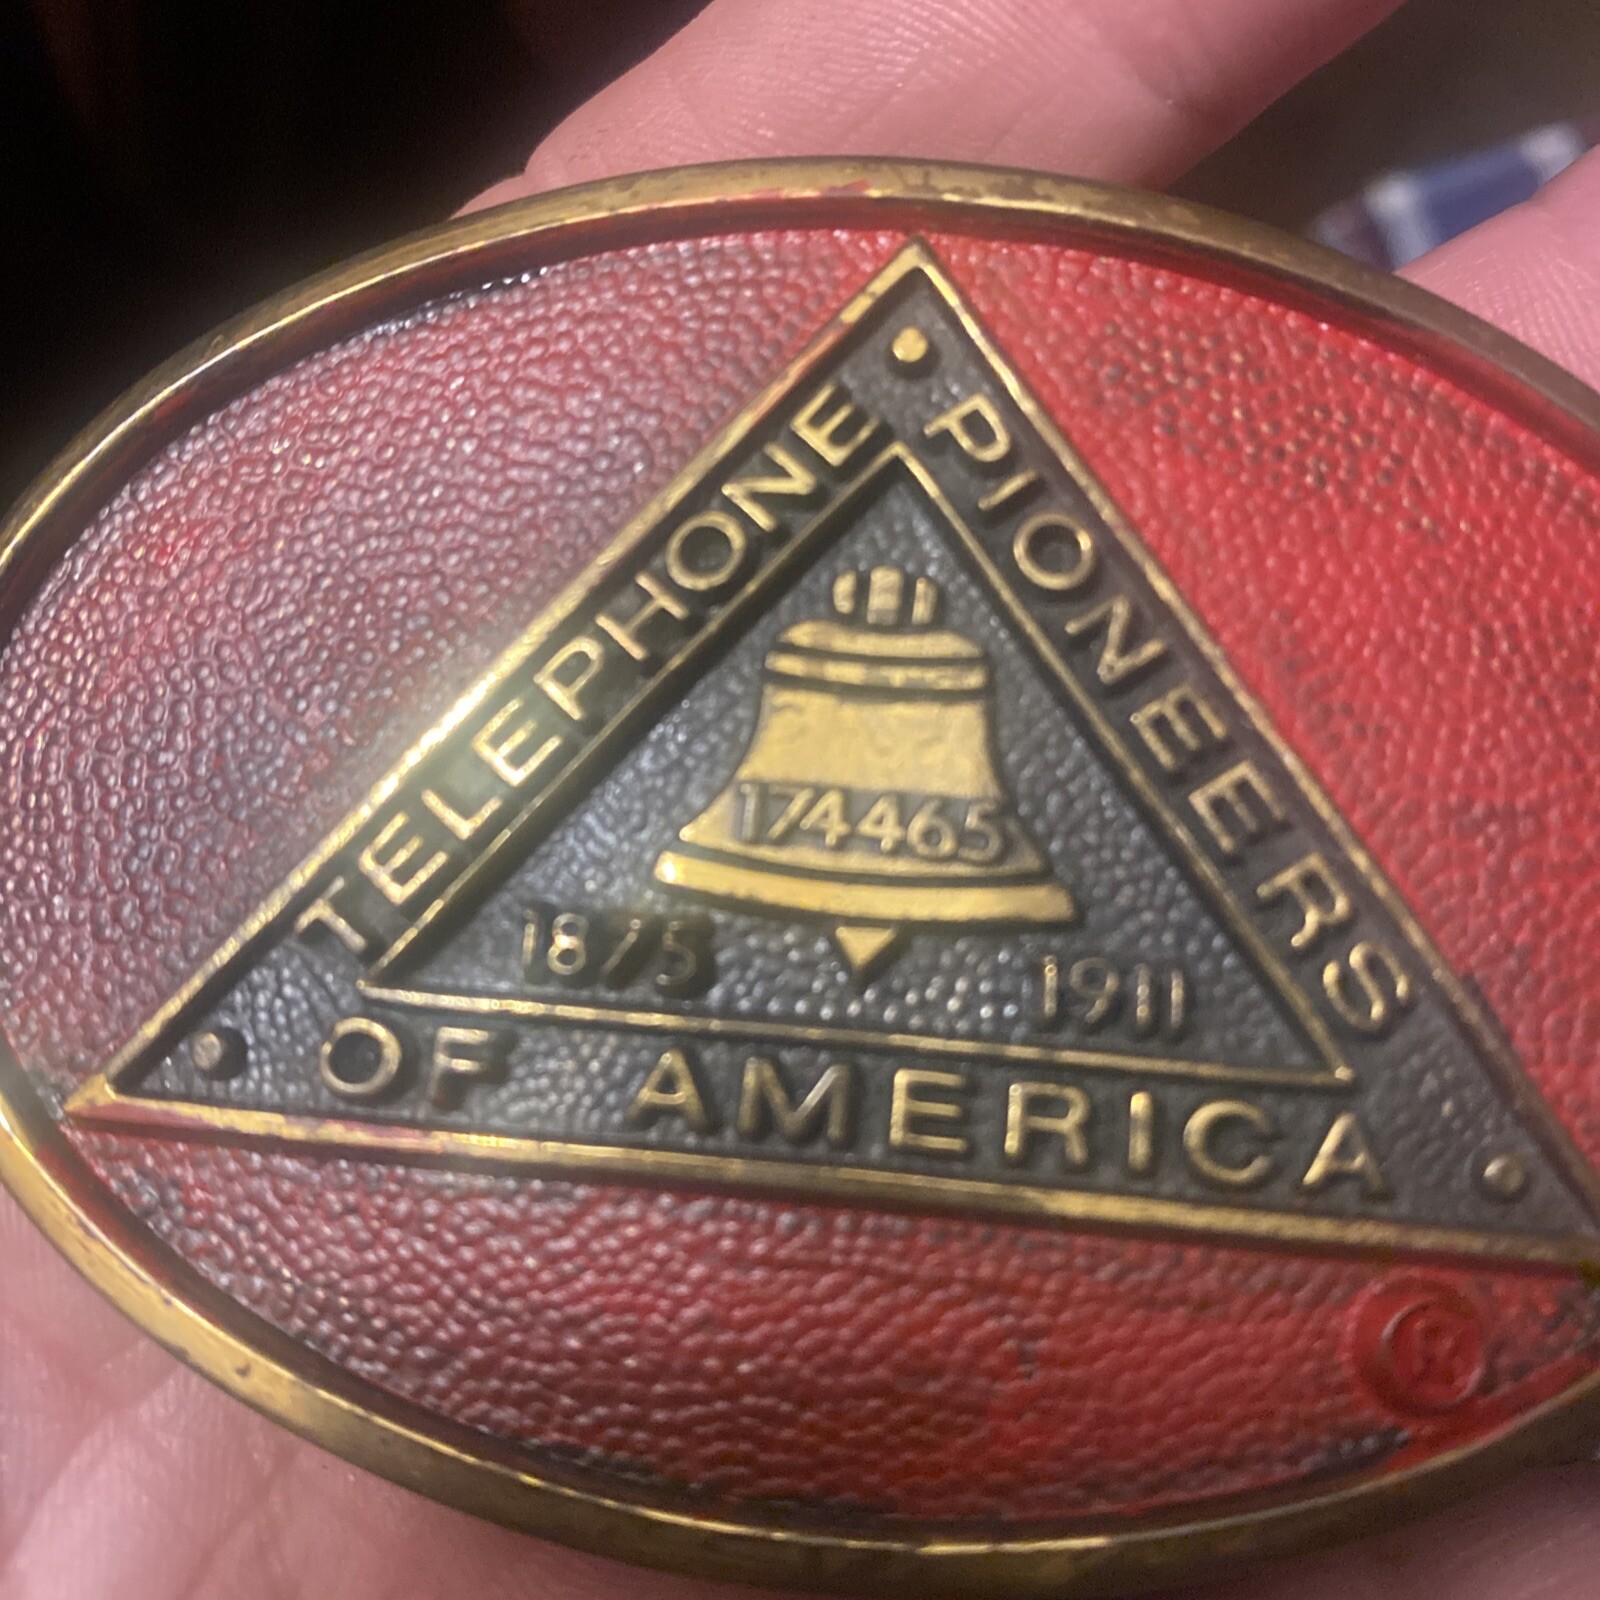 TELEPHONE
PIONEERS
174465
1875
1911
OF AMERICA
®